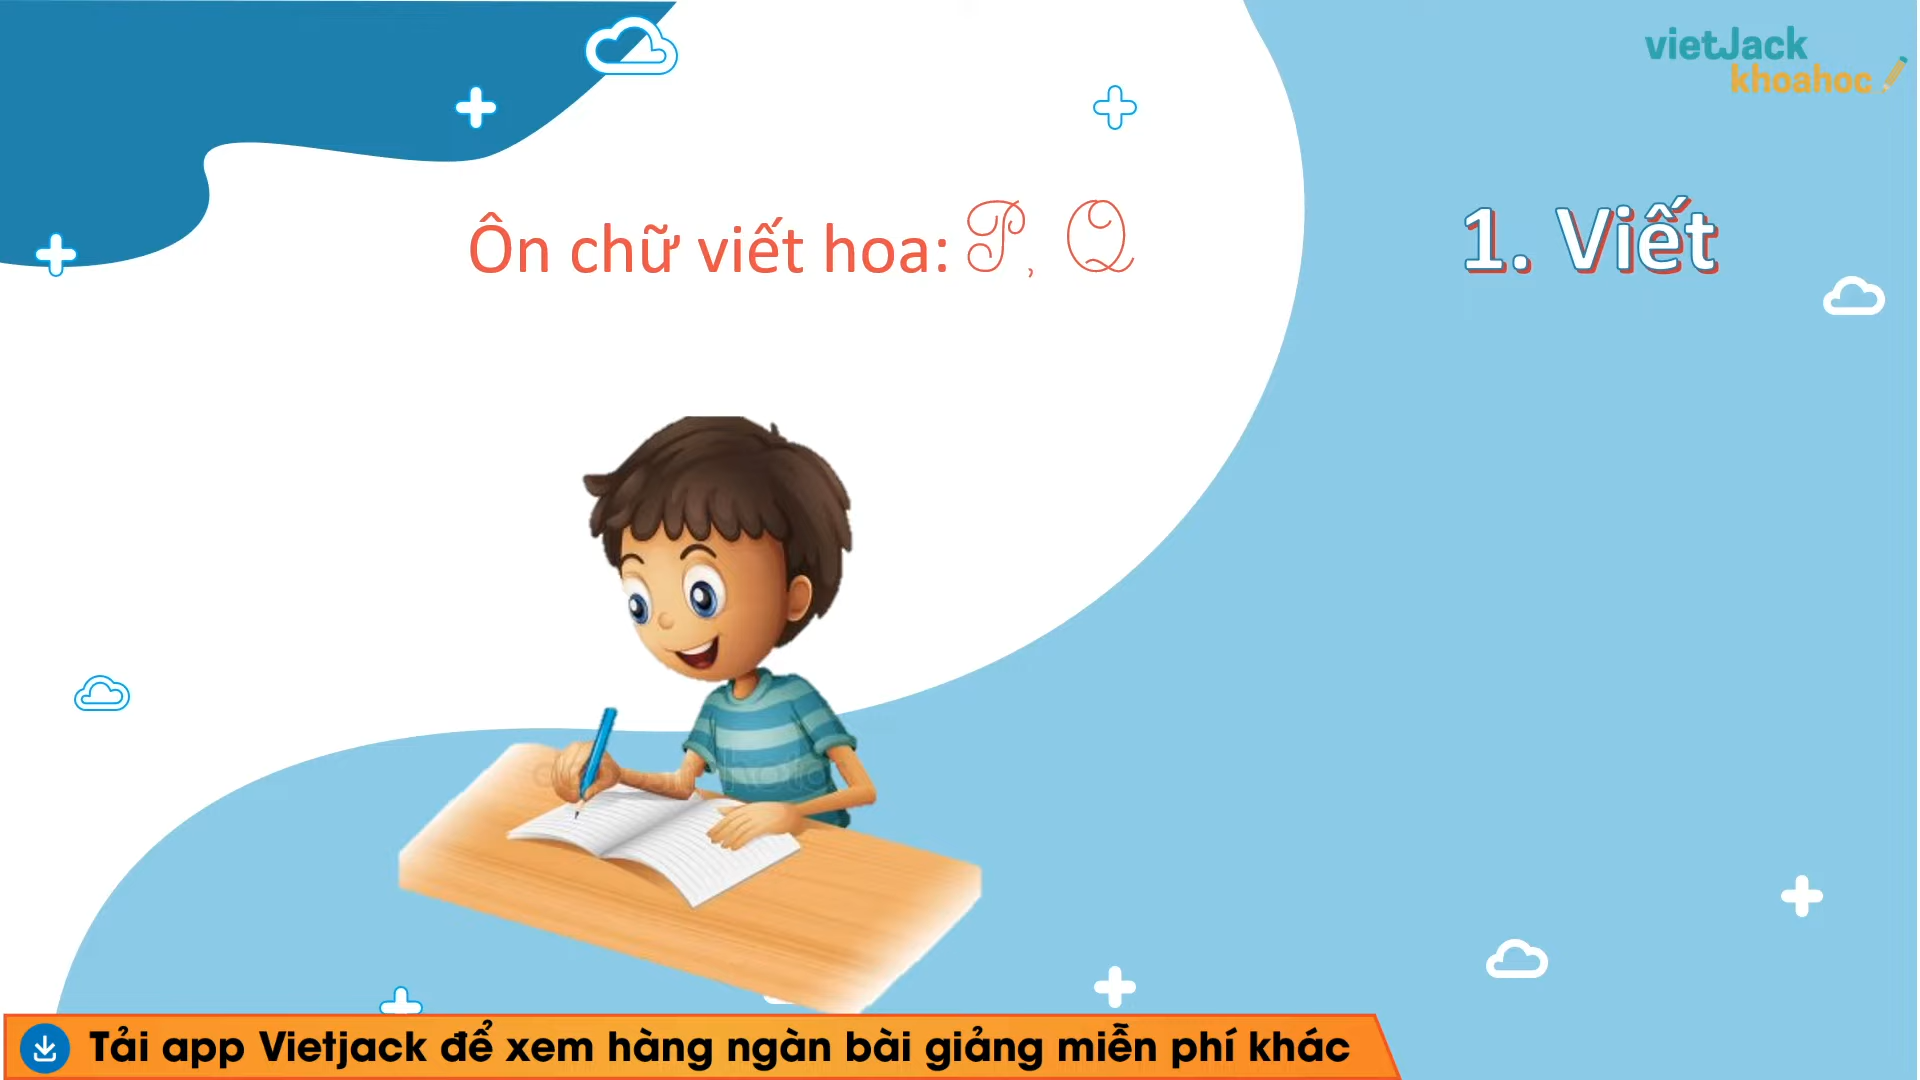 vietJack
khoahoc
Ôn chữ viết hoa: P, Q
1. Viết
Tải app Vietjack để xem hàng ngàn bài giảng miễn phí khác